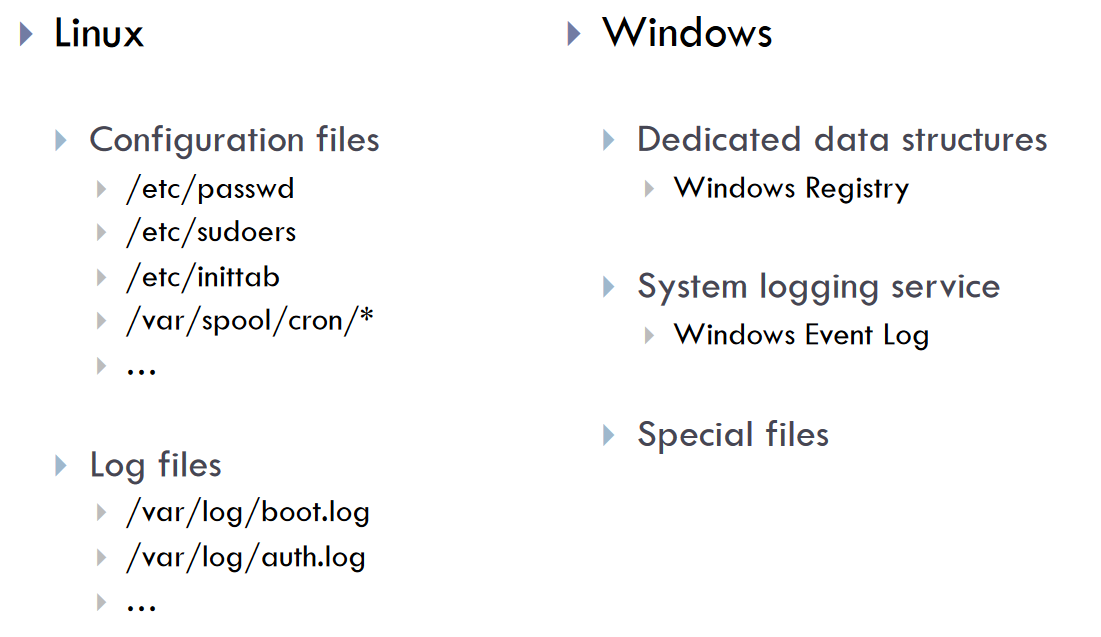 Linux
Configuration files
/etc/passwd
/etc/sudoers
/etc/inittab
/var/spool/cron/*
...
Log files
/var/log/boot.log
/var/log/auth.log
...
Windows
Dedicated data structures
Windows Registry
System logging service
Windows Event Log
Special files